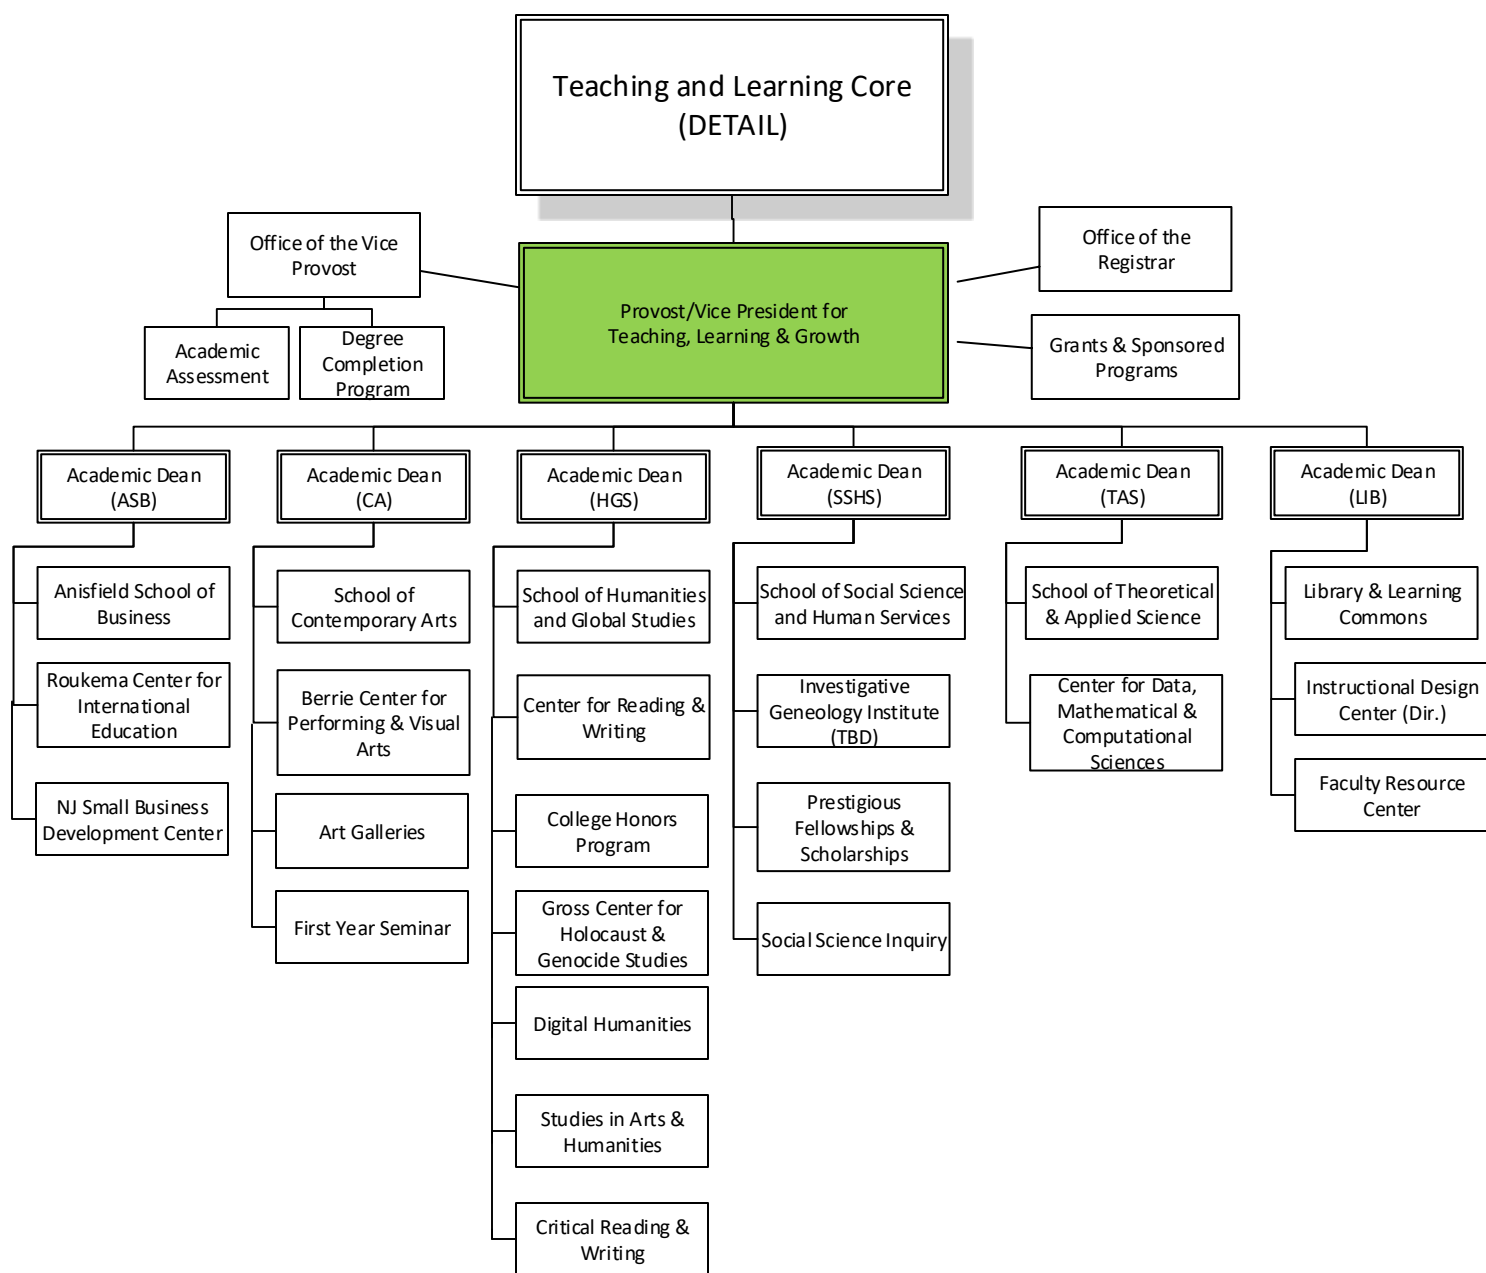 Teaching and Learning Core
(DETAIL)
Office of the Vice
Provost
Academic
Assessment
Degree
Completion
Program
Provost/Vice President for
Teaching, Learning & Growth
Office of the
Registrar
Grants & Sponsored
Programs
Academic Dean
(ASB)
Anisfield School of
Business
Roukema Center for
International
Education
NJ Small Business
Development Center
Academic Dean
(CA)
School of
Contemporary Arts
Berrie Center for
Performing & Visual
Arts
Art Galleries
First Year Seminar
Academic Dean
(HGS)
School of Humanities
and Global Studies
Center for Reading &
Writing
College Honors
Program
Gross Center for
Holocaust &
Genocide Studies
Digital Humanities
Studies in Arts &
Humanities
Critical Reading &
Writing
Academic Dean
(SSHS)
School of Social Science
and Human Services
Investigative
Geneology Institute
(TBD)
Prestigious
Fellowships &
Scholarships
Social Science Inquiry
Academic Dean
(TAS)
School of Theoretical
& Applied Science
Center for Data,
Mathematical &
Computational
Sciences
Academic Dean
(LIB)
Library & Learning
Commons
Instructional Design
Center (Dir.)
Faculty Resource
Center